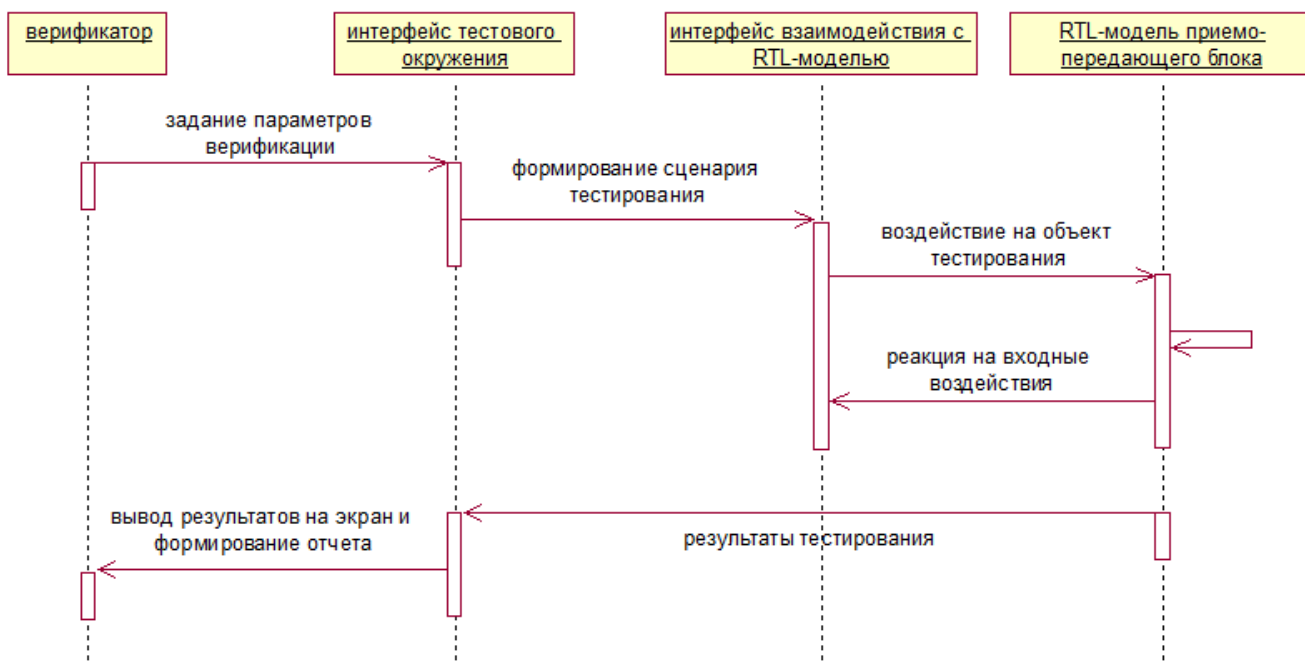 верификатор
интерфейс тестового
окружения
интерфейс взаимодействия с
RTL-моделью
RTL-модель приемо-
передающего блока
задание параметров
верификации
формирование сценария
тестирования
воздействие на объект
тестирования
реакция на входные
воздействия
вывод результатов на экран и
формирование отчета
результаты тестирования